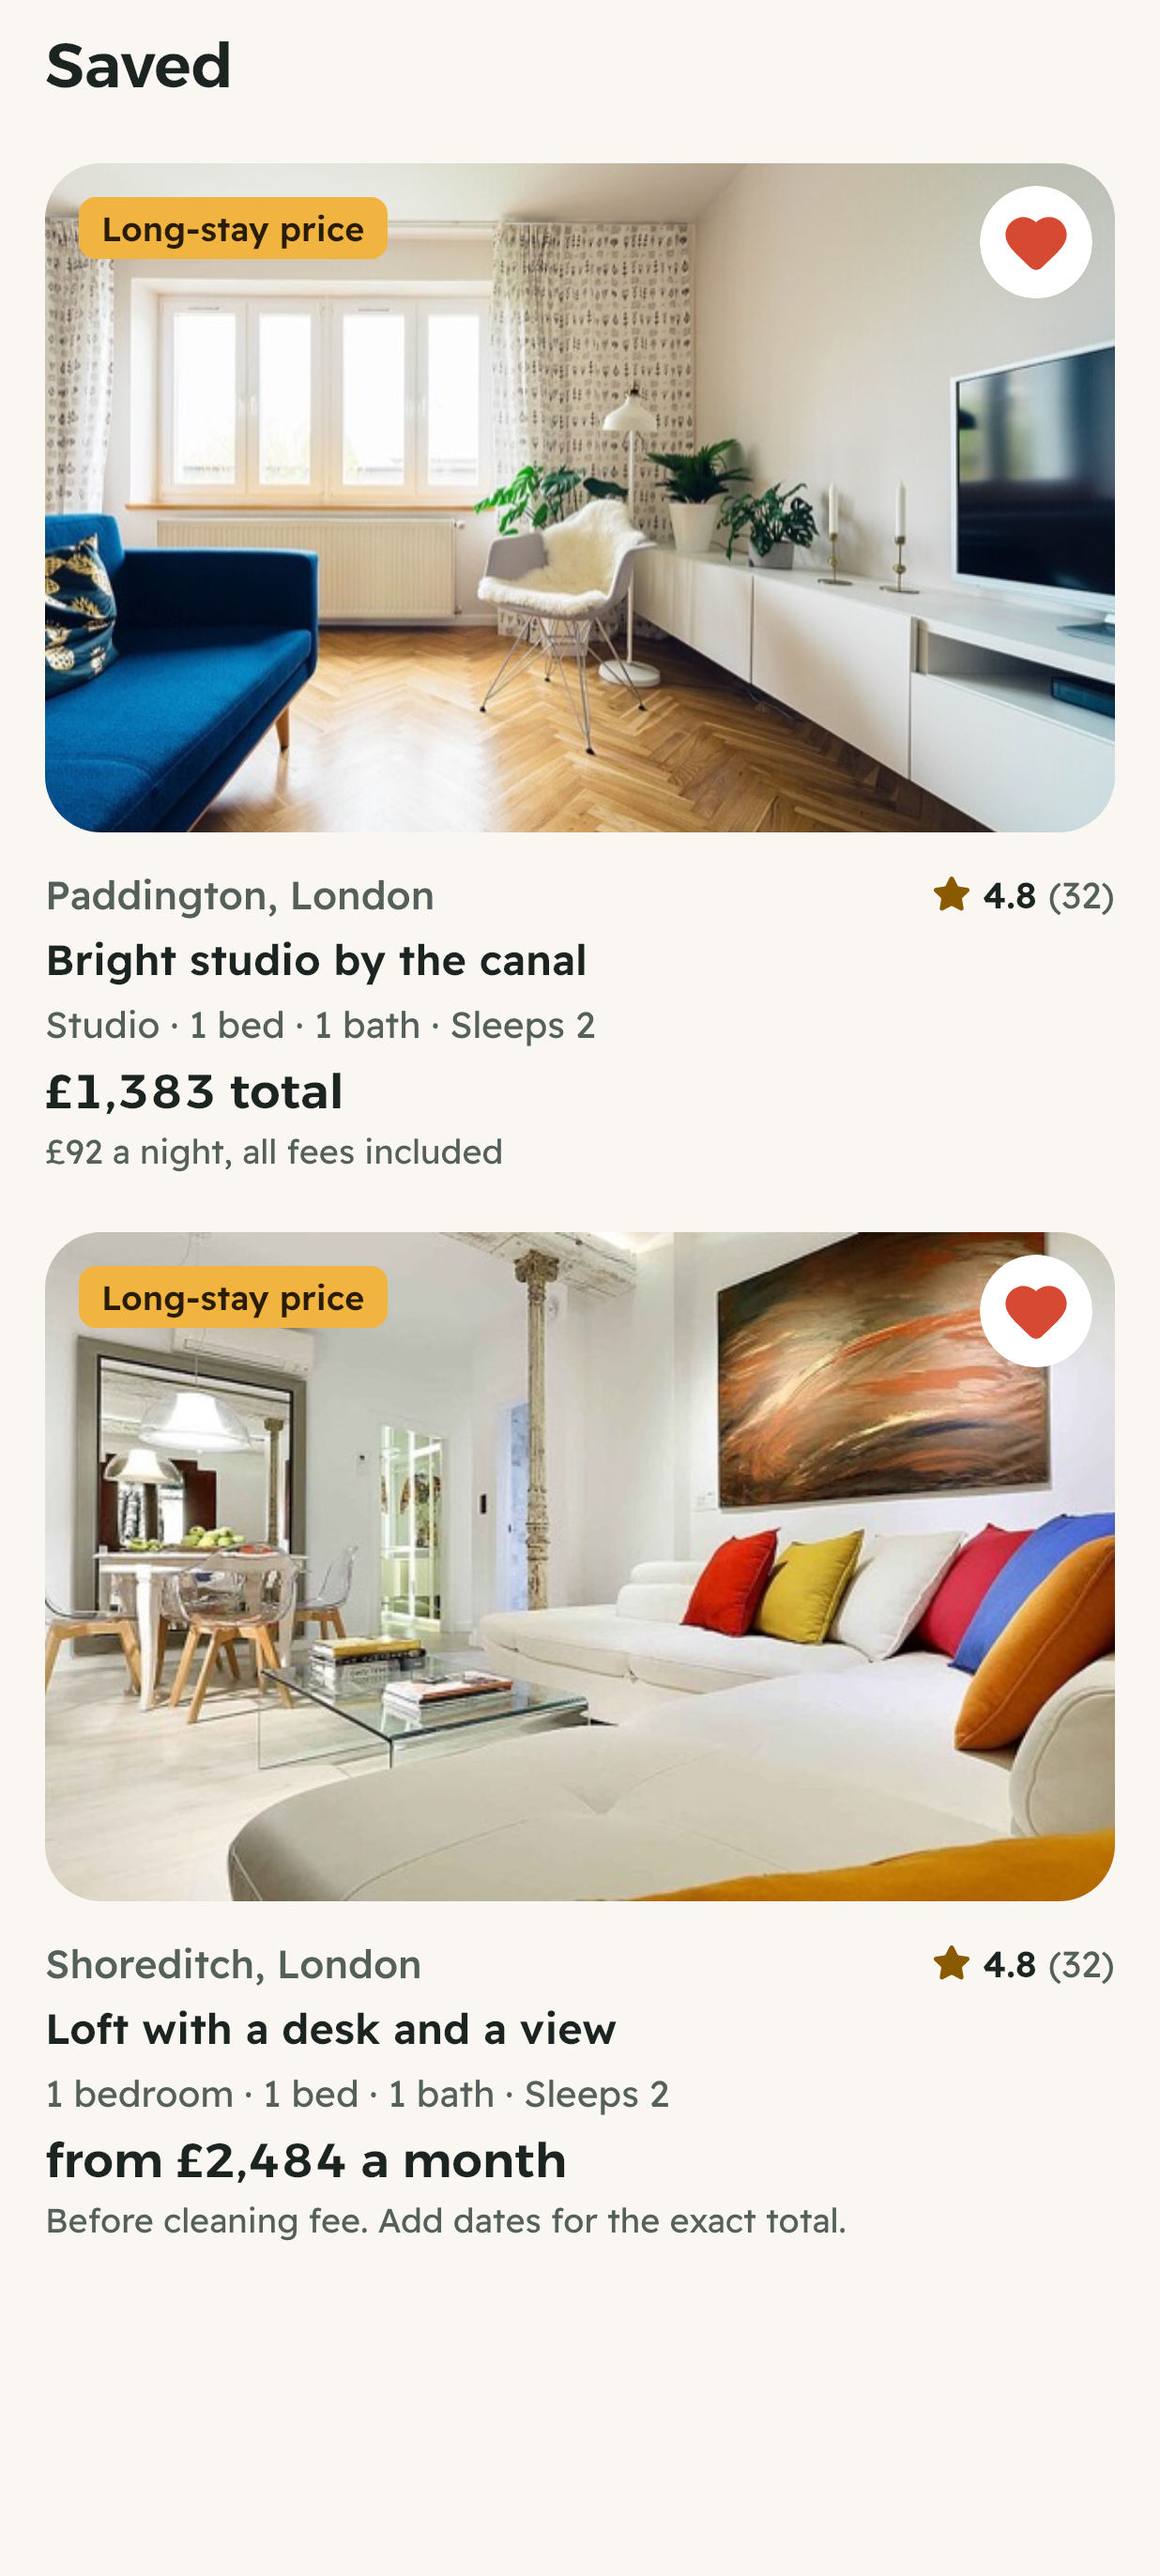 Saved
Long-stay price
Paddington, London
4.8 (32)
Bright studio by the canal
Studio · 1 bed · 1 bath · Sleeps 2
£1,383 total
£92 a night, all fees included
Long-stay price
Shoreditch, London
4.8 (32)
Loft with a desk and a view
1 bedroom · 1 bed · 1 bath · Sleeps 2
from £2,484 a month
Before cleaning fee. Add dates for the exact total.